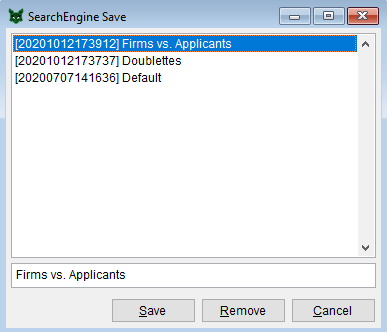 SearchEngine Save
[20201012173912] Firms vs. Applicants
[20201012173737] Doublettes
[20200707141636] Default
Firms vs. Applicants
Save Remove Cancel